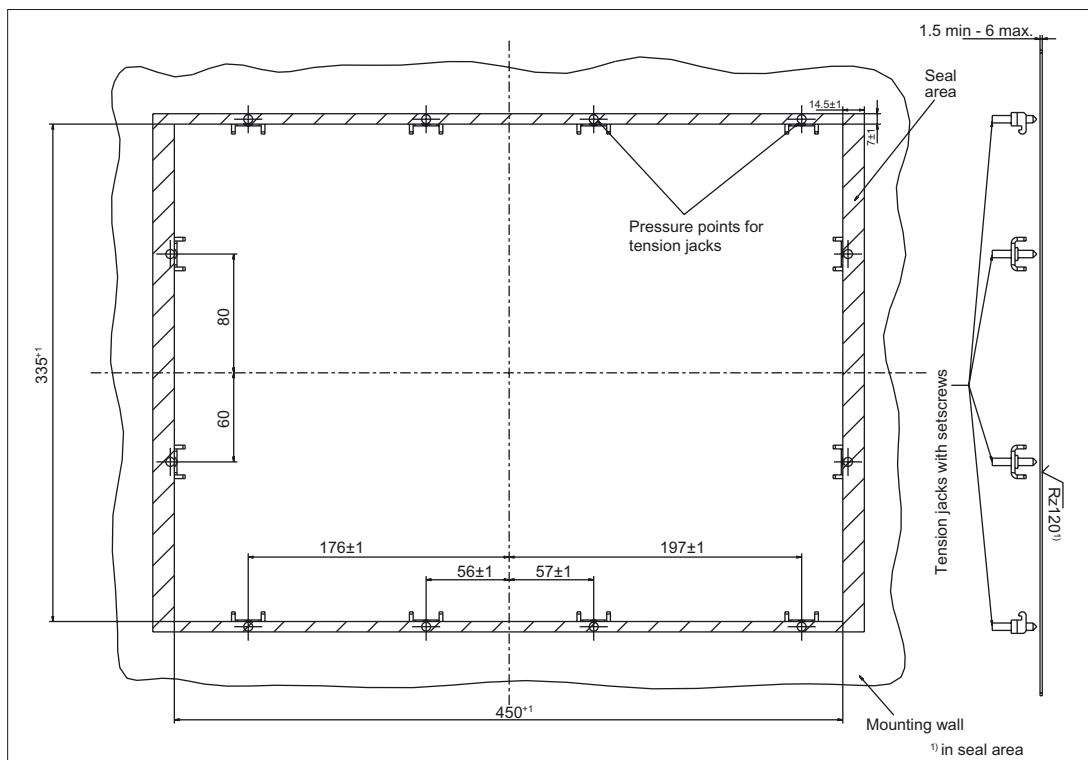 1.5 min - 6 max.
Seal
area
14.5±1
7±1
Pressure points for
tension jacks
80
335⁺¹
60
Tension jacks with setscrews
Rz120¹⁾
176±1
197±1
56±1
57±1
450⁺¹
Mounting wall
¹⁾ in seal area